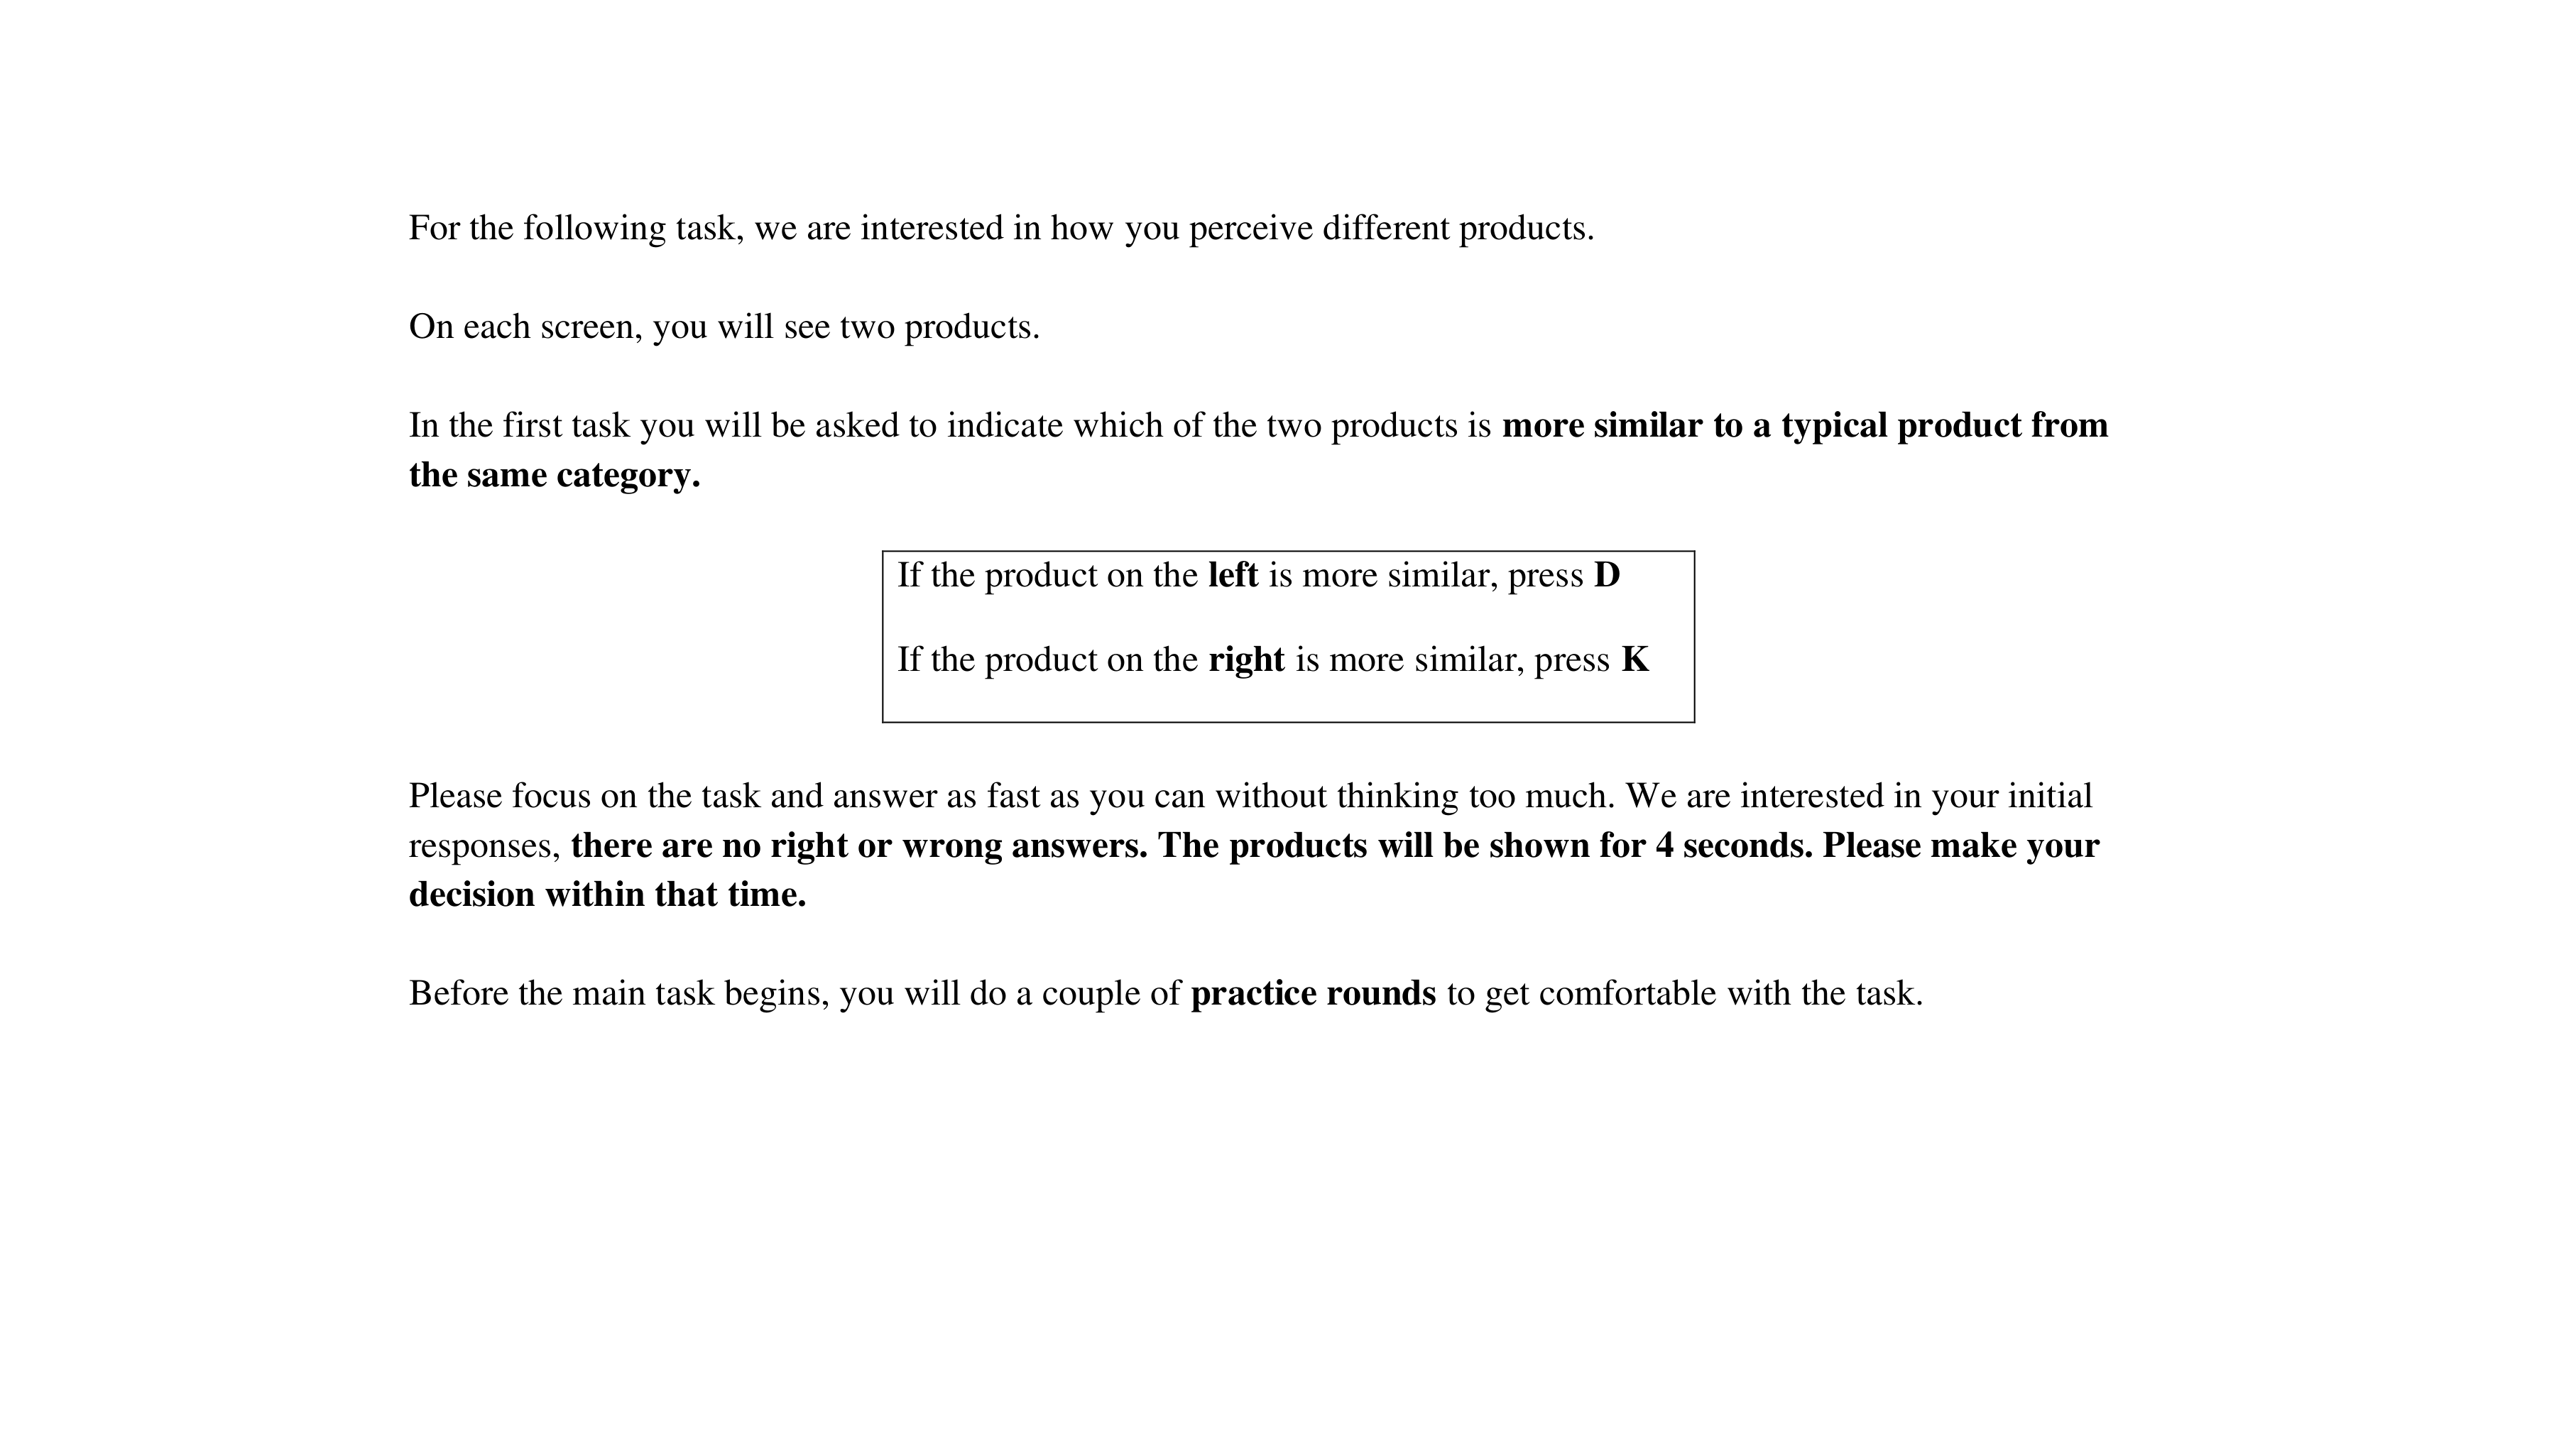 For the following task, we are interested in how you perceive different products.
On each screen, you will see two products.
In the first task you will be asked to indicate which of the two products is more similar to a typical product from
the same category.
If the product on the left is more similar, press D
If the product on the right is more similar, press K
Please focus on the task and answer as fast as you can without thinking too much. We are interested in your initial
responses, there are no right or wrong answers. The products will be shown for 4 seconds. Please make your
decision within that time.
Before the main task begins, you will do a couple of practice rounds to get comfortable with the task.